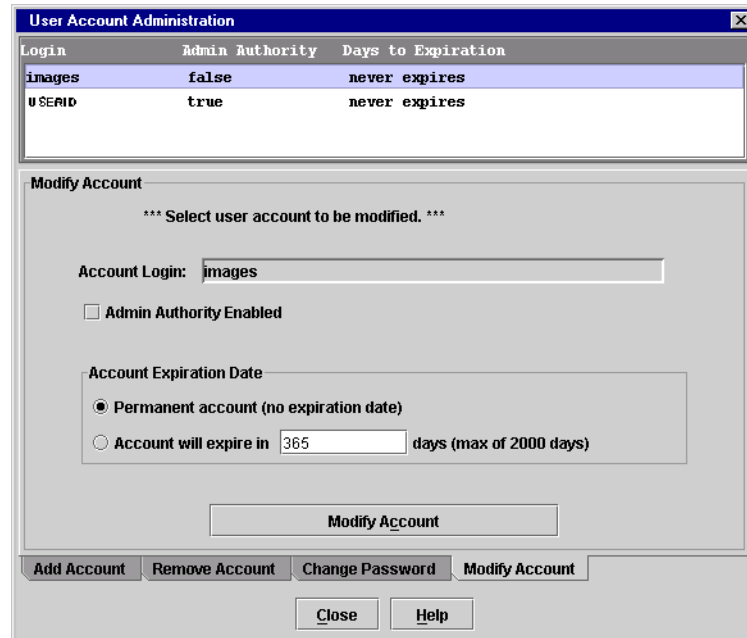 User Account Administration
Login Admin Authority Days to Expiration
images false never expires
USERID true never expires
Modify Account
*** Select user account to be modified. ***
Account Login: images
Admin Authority Enabled
Account Expiration Date
Permanent account (no expiration date)
Account will expire in 365 days (max of 2000 days)
Modify Account
Add Account Remove Account Change Password Modify Account
Close Help